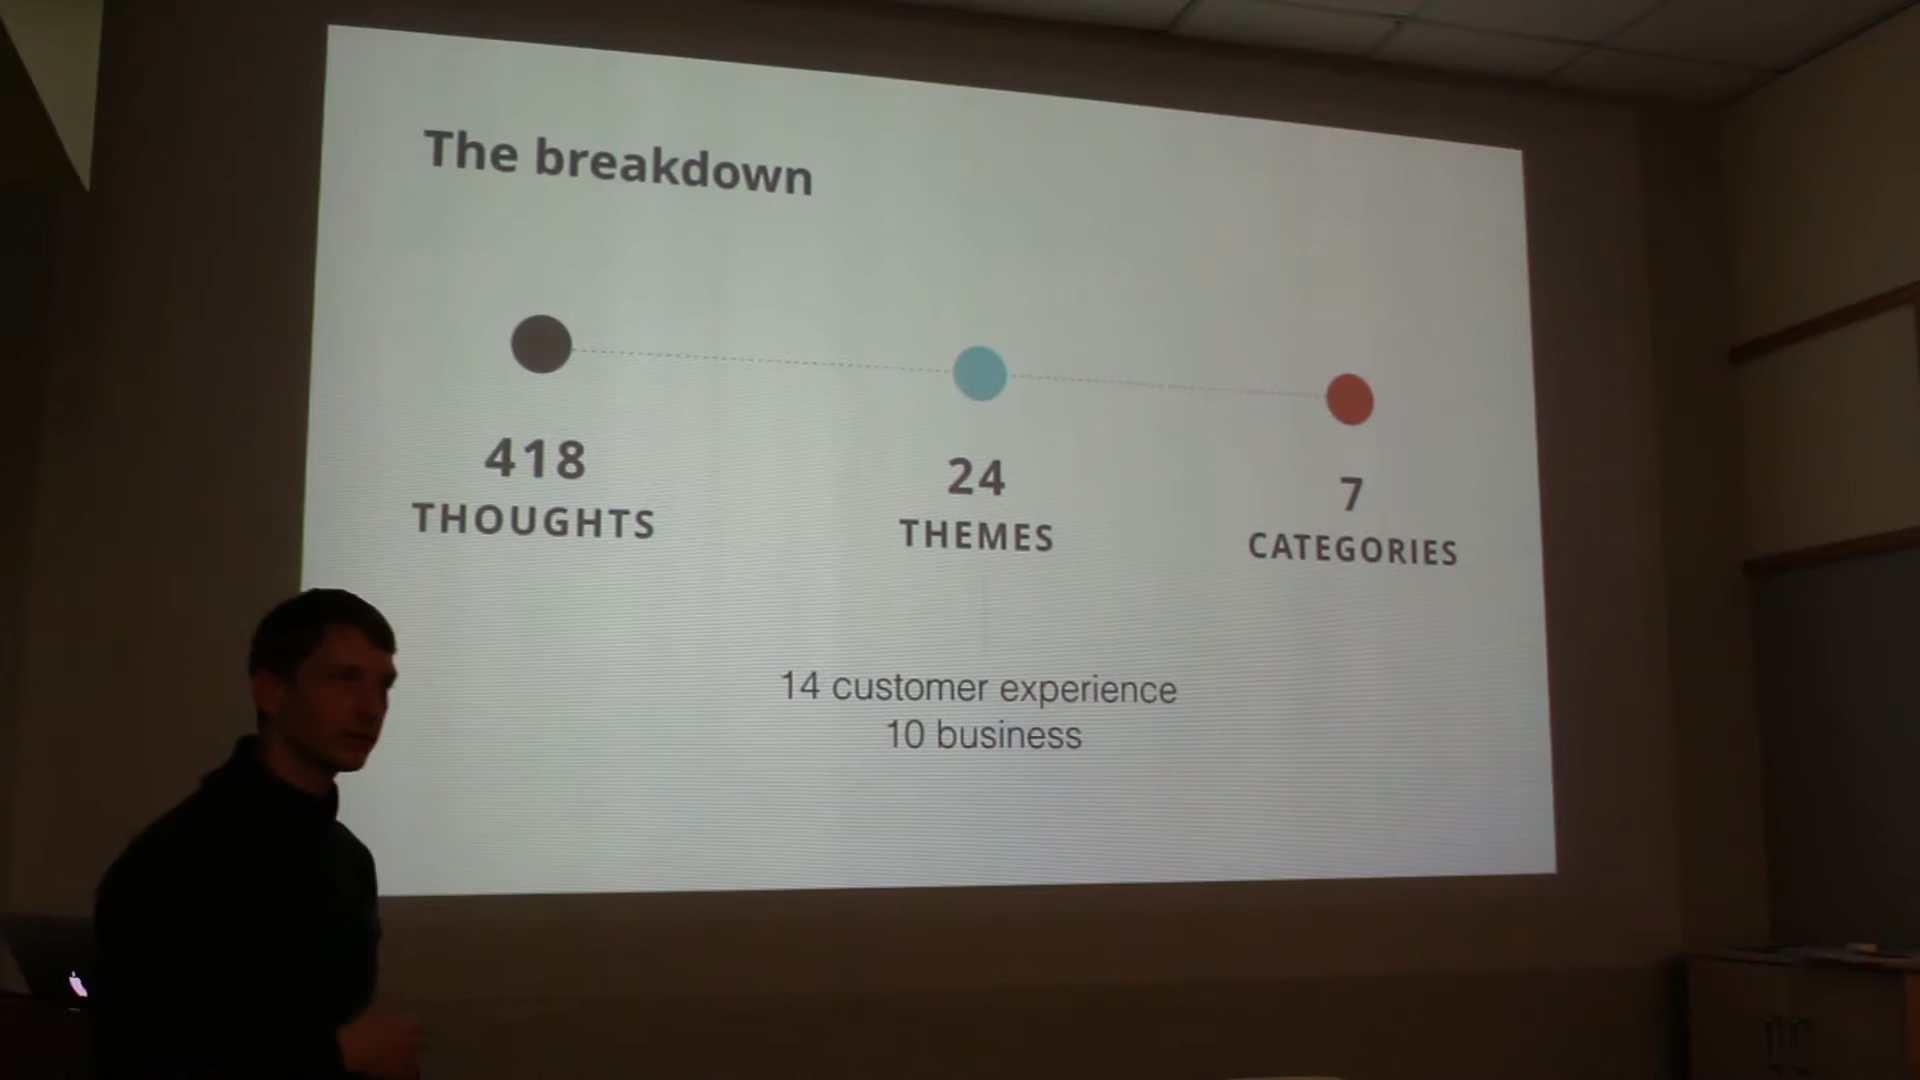 The breakdown
418
THOUGHTS
24
THEMES
7
CATEGORIES
14 customer experience
10 business